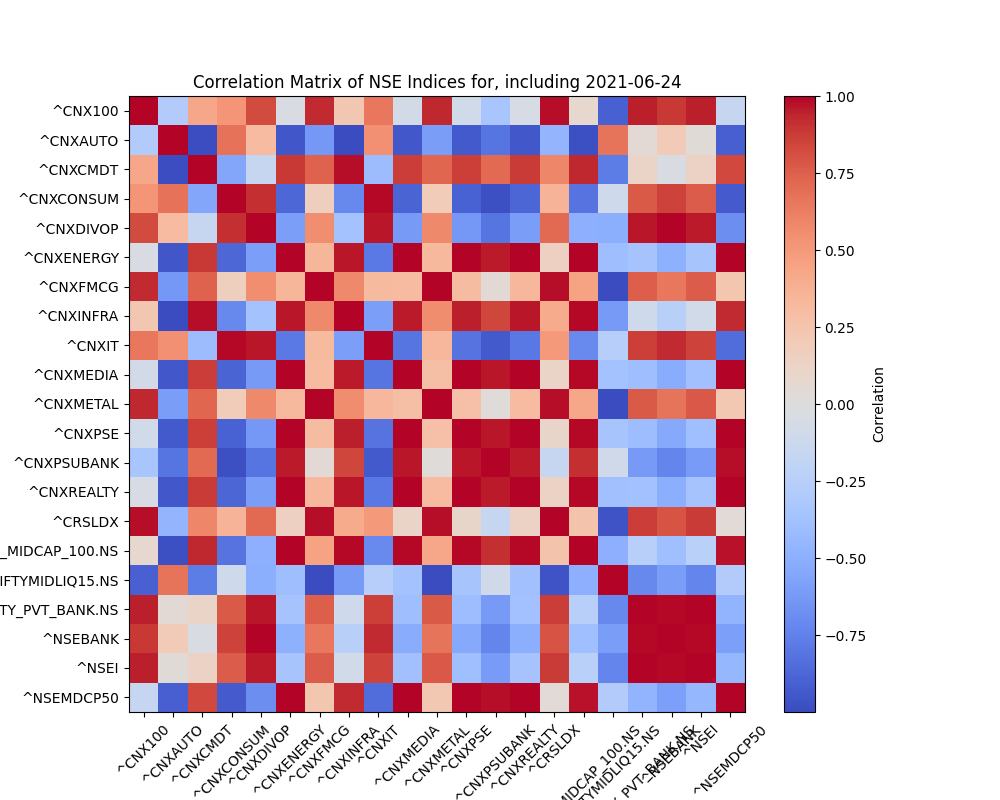 Correlation Matrix of NSE Indices for, including 2021-06-24
^CNX100
^CNXAUTO
^CNXCMDT
^CNXCONSUM
^CNXDIVOP
^CNXENERGY
^CNXFMCG
^CNXINFRA
^CNXIT
^CNXMEDIA
^CNXMETAL
^CNXPSE
^CNXPSUBANK
^CNXREALTY
^CRSLDX
_MIDCAP_100.NS
IFTYMIDLIQ15.NS
TY_PVT_BANK.NS
^NSEBANK
^NSEI
^NSEMDCP50
^CNX100
^CNXAUTO
^CNXCMDT
^CNXCONSUM
^CNXDIVOP
^CNXENERGY
^CNXFMCG
^CNXINFRA
^CNXIT
^CNXMEDIA
^CNXMETAL
^CNXPSE
^CNXPSUBANK
^CNXREALTY
^CRSLDX
MIDCAP_100.NS
TYMIDLIQ15.NS
PVT_BANK.NS
^NSEBANK
^NSEI
^NSEMDCP50
1.00
0.75
0.50
0.25
0.00
−0.25
−0.50
−0.75
Correlation